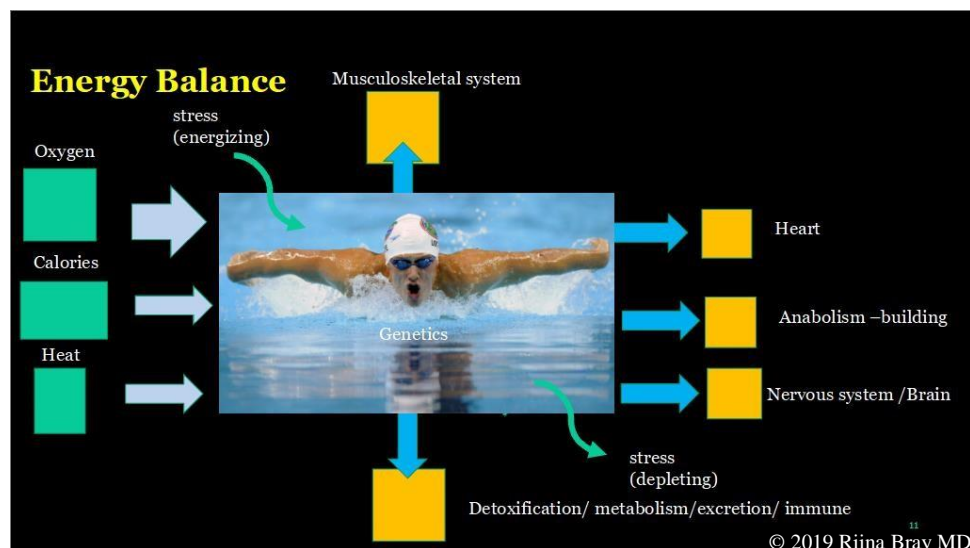 Energy Balance
Musculoskeletal system
stress
(energizing)
Oxygen
Heart
Calories
Anabolism –building
Genetics
Heat
Nervous system /Brain
stress
(depleting)
Detoxification/ metabolism/excretion/ immune
11
© 2019 Riina Bray MD